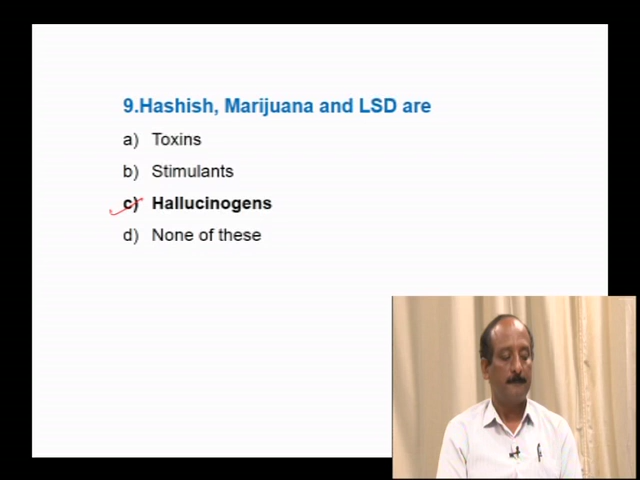 9.Hashish, Marijuana and LSD are
a) Toxins
b) Stimulants
c) Hallucinogens
d) None of these